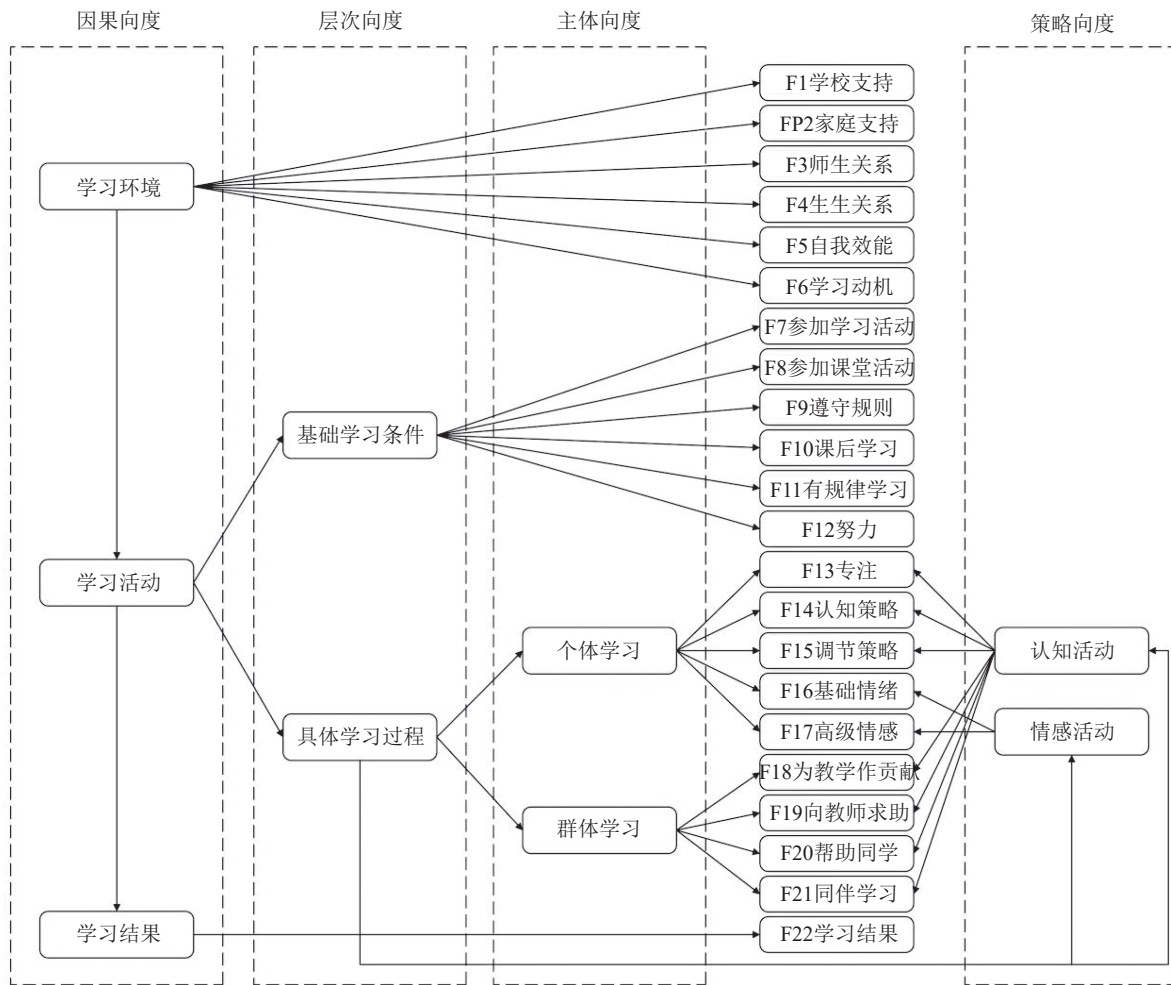 因果向度
层次向度
主体向度
策略向度
F1学校支持
FP2家庭支持
F3师生关系
学习环境
F4生生关系
F5自我效能
F6学习动机
F7参加学习活动
F8参加课堂活动
F9遵守规则
基础学习条件
F10课后学习
F11有规律学习
F12努力
学习活动
F13专注
F14认知策略
个体学习
F15调节策略
认知活动
F16基础情绪
具体学习过程
F17高级情感
情感活动
F18为教学作贡献
F19向教师求助
群体学习
F20帮助同学
F21同伴学习
学习结果
F22学习结果